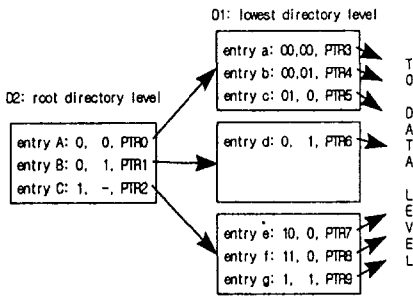 D1: lowest directory level
entry a: 00,00, PTR3
entry b: 00,01, PTR4
entry c: 01, 0, PTR5
D2: root directory level
entry A: 0, 0, PTR0
entry B: 0, 1, PTR1
entry C: 1, -, PTR2
entry d: 0, 1, PTR6
entry e: 10, 0, PTR7
entry f: 11, 0, PTR8
entry g: 1, 1, PTR9
TO DATA LEVEL